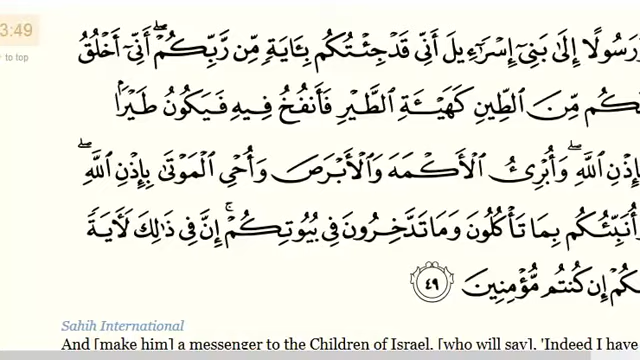 3:49
to top
وَرَسُولًا إِلَىٰ بَنِىٓ إِسْرَٰٓءِيلَ أَنِّى قَدْ جِئْتُكُم بِـَٔايَةٍ مِّن رَّبِّكُمْ ۖ أَنِّىٓ أَخْلُقُ
كُم مِّنَ ٱلطِّينِ كَهَيْـَٔةِ ٱلطَّيْرِ فَأَنفُخُ فِيهِ فَيَكُونُ طَيْرًۢا
بِإِذْنِ ٱللَّهِ ۖ وَأُبْرِئُ ٱلْأَكْمَهَ وَٱلْأَبْرَصَ وَأُحْىِ ٱلْمَوْتَىٰ بِإِذْنِ ٱللَّهِ ۖ
وَأُنَبِّئُكُم بِمَا تَأْكُلُونَ وَمَا تَدَّخِرُونَ فِى بُيُوتِكُمْ ۚ إِنَّ فِى ذَٰلِكَ لَـَٔايَةً
كُمْ إِن كُنتُم مُّؤْمِنِينَ ٤٩
Sahih International
And [make him] a messenger to the Children of Israel, [who will say], 'Indeed I have